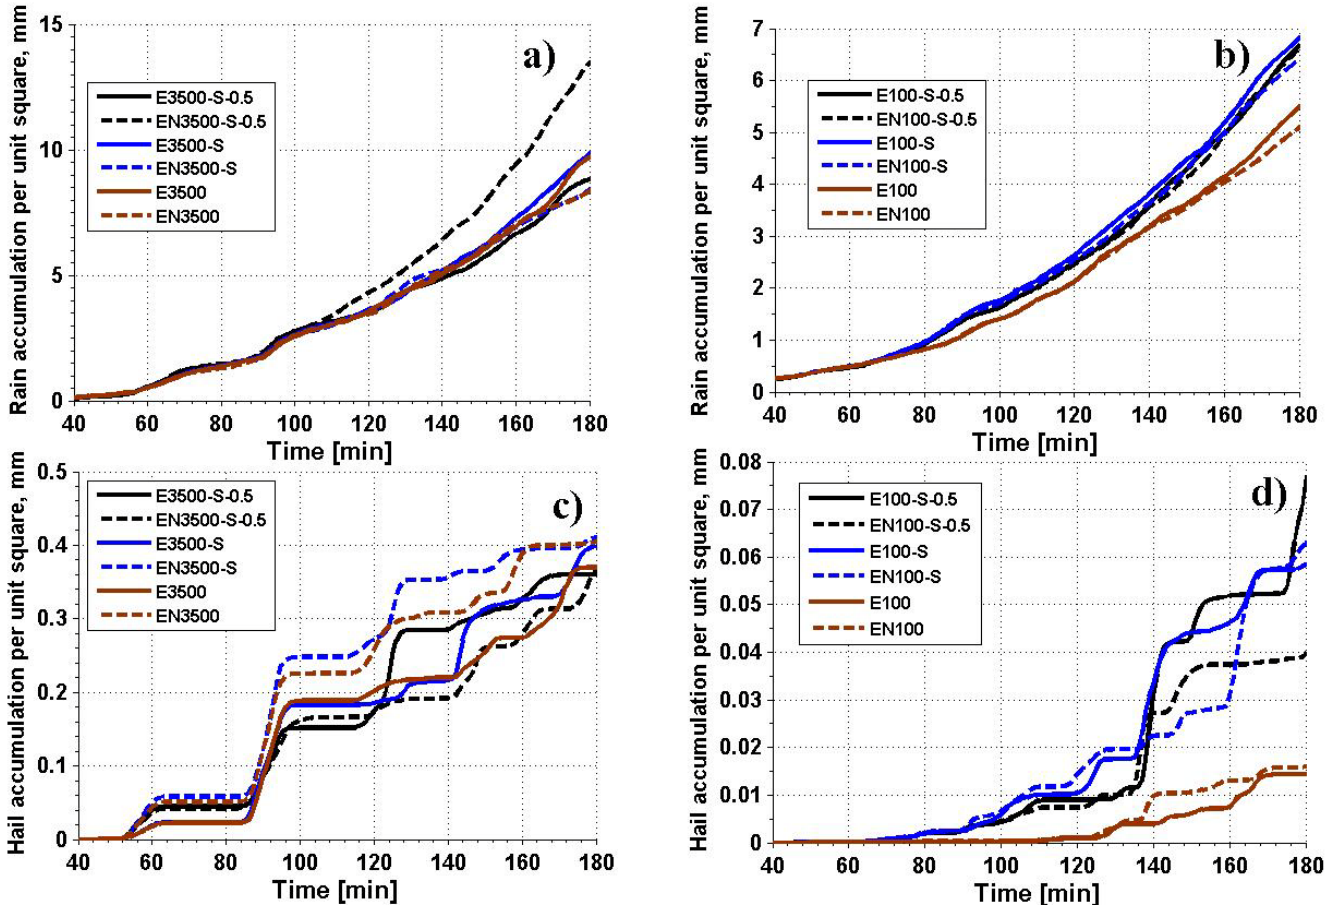 Rain accumulation per unit square, mm
15
10
5
0
a)
E3500-S-0.5
EN3500-S-0.5
E3500-S
EN3500-S
E3500
EN3500
40 60 80 100 120 140 160 180
Time [min]
Rain accumulation per unit square, mm
7
6
5
4
3
2
1
0
b)
E100-S-0.5
EN100-S-0.5
E100-S
EN100-S
E100
EN100
40 60 80 100 120 140 160 180
Time [min]
Hail accumulation per unit square, mm
0.5
0.4
0.3
0.2
0.1
0
c)
E3500-S-0.5
EN3500-S-0.5
E3500-S
EN3500-S
E3500
EN3500
40 60 80 100 120 140 160 180
Time [min]
Hail accumulation per unit square, mm
0.08
0.07
0.06
0.05
0.04
0.03
0.02
0.01
0
d)
E100-S-0.5
EN100-S-0.5
E100-S
EN100-S
E100
EN100
40 60 80 100 120 140 160 180
Time [min]